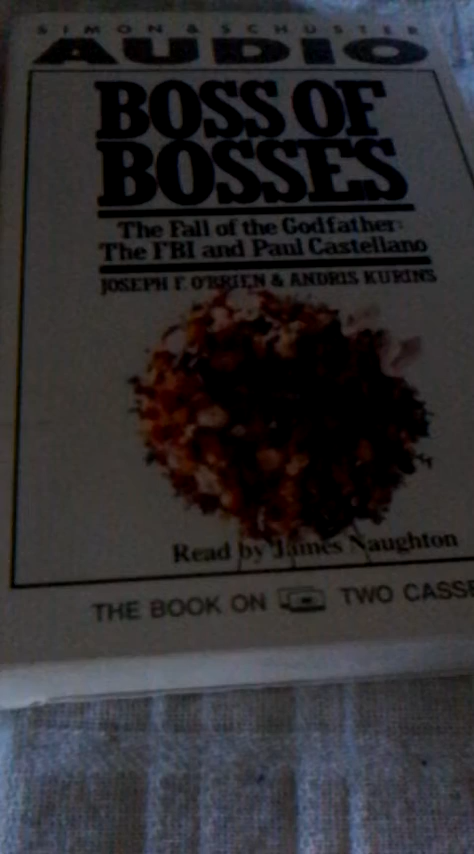 SIMON & SCHUSTER
AUDIO
BOSS OF
BOSSES
The Fall of the Godfather:
The FBI and Paul Castellano
JOSEPH F. O'BRIEN & ANDRIS KURINS
Read by James Naughton
THE BOOK ON TWO CASSE